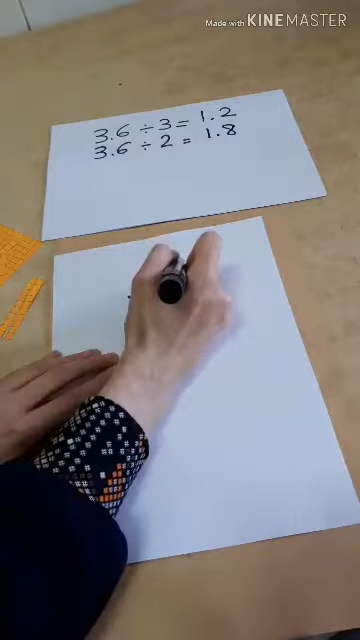 Made with KINEMASTER
3.6 ÷ 3 = 1.2
3.6 ÷ 2 = 1.8